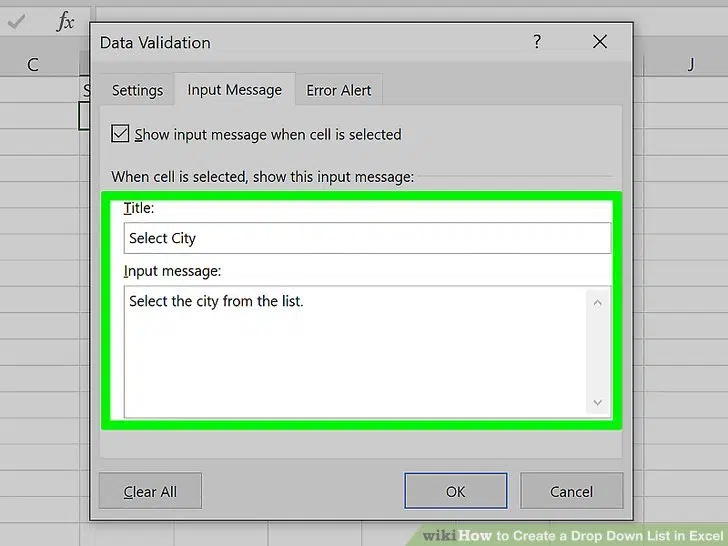 fx
Data Validation
?
C
J
S
Settings
Input Message
Error Alert
Show input message when cell is selected
When cell is selected, show this input message:
Title:
Select City
Input message:
Select the city from the list.
Clear All
OK
Cancel
wikiHow to Create a Drop Down List in Excel